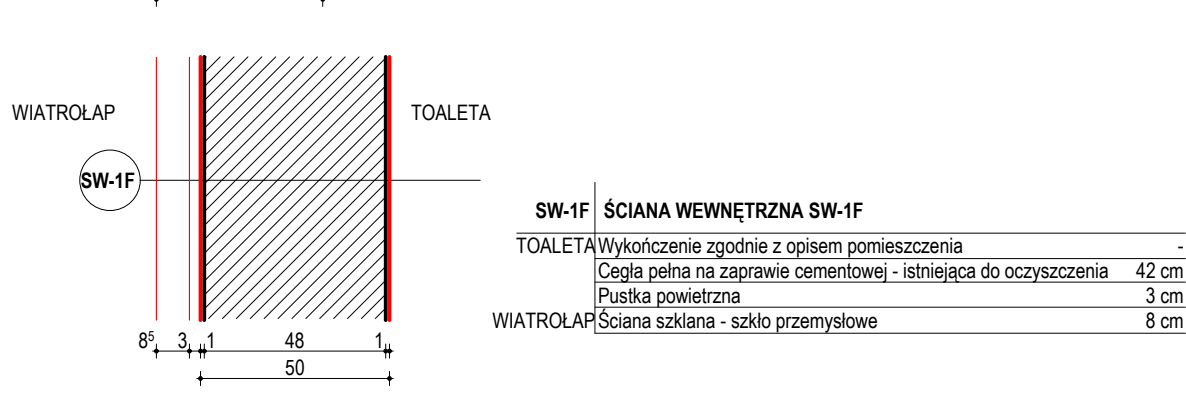 WIATROŁAP
TOALETA
SW-1F
8⁵ 3 1 48 1
50
SW-1F ŚCIANA WEWNĘTRZNA SW-1F
TOALETA Wykończenie zgodnie z opisem pomieszczenia -
Cegła pełna na zaprawie cementowej - istniejąca do oczyszczenia 42 cm
Pustka powietrzna 3 cm
WIATROŁAP Ściana szklana - szkło przemysłowe 8 cm